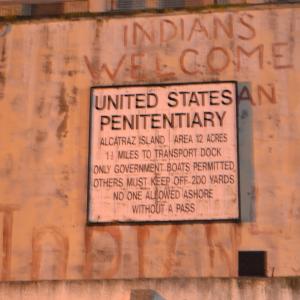 INDIANS
WELCOME
UNITED STATES
PENITENTIARY
ALCATRAZ ISLAND AREA 12 ACRES
1½ MILES TO TRANSPORT DOCK
ONLY GOVERNMENT BOATS PERMITTED
OTHERS MUST KEEP OFF 200 YARDS
NO ONE ALLOWED ASHORE
WITHOUT A PASS